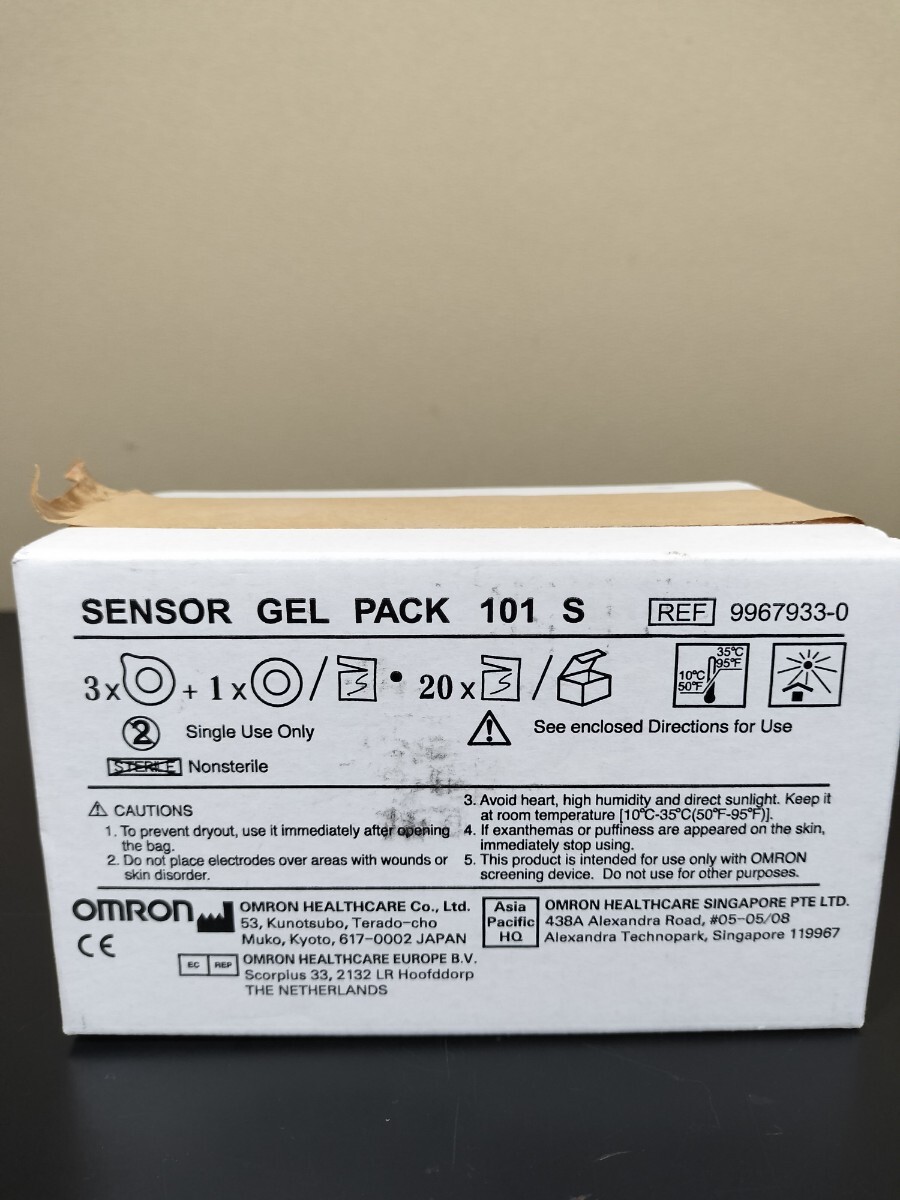 SENSOR GEL PACK 101 S REF 9967933-0
3x + 1x / • 20x / 10℃ 50℉ 35℃ 95℉
2 Single Use Only See enclosed Directions for Use
STERILE Nonsterile
CAUTIONS
1. To prevent dryout, use it immediately after opening
the bag.
2. Do not place electrodes over areas with wounds or
skin disorder.
3. Avoid heart, high humidity and direct sunlight. Keep it
at room temperature [10℃-35℃(50℉-95℉)].
4. If exanthemas or puffiness are appeared on the skin,
immediately stop using.
5. This product is intended for use only with OMRON
screening device. Do not use for other purposes.
OMRON
CE
OMRON HEALTHCARE Co., Ltd.
53, Kunotsubo, Terado-cho
Muko, Kyoto, 617-0002 JAPAN
EC REP OMRON HEALTHCARE EUROPE B.V.
Scorplus 33, 2132 LR Hoofddorp
THE NETHERLANDS
Asia
Pacific
HQ
OMRON HEALTHCARE SINGAPORE PTE LTD.
438A Alexandra Road, #05-05/08
Alexandra Technopark, Singapore 119967